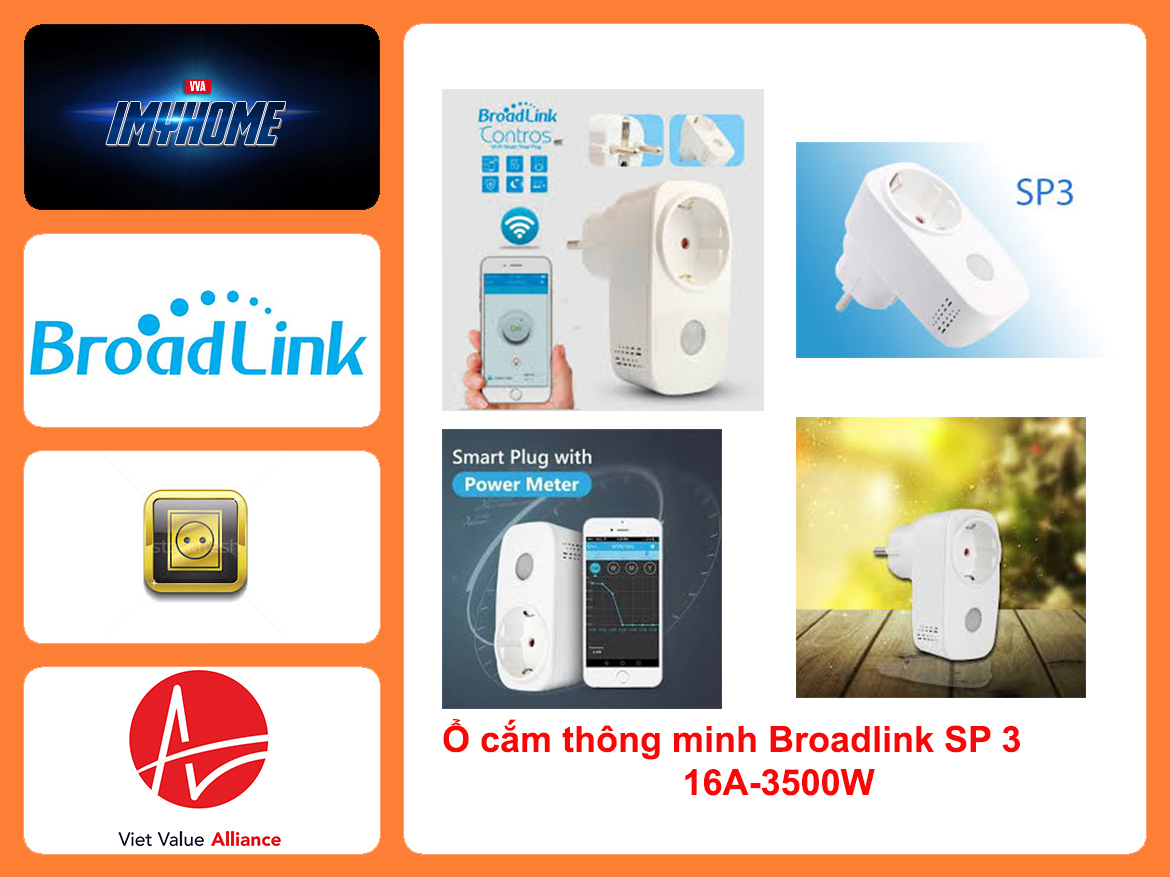 VVA
IMYHOME
BroadLink
Viet Value Alliance
BroadLink
Contros
SP3
Smart Plug with
Power Meter
W
M
Y
Ổ cắm thông minh Broadlink SP 3
16A-3500W